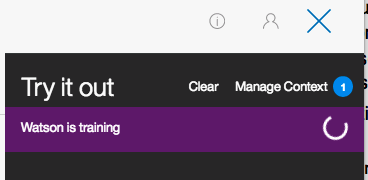 Try it out Clear Manage Context 1
Watson is training